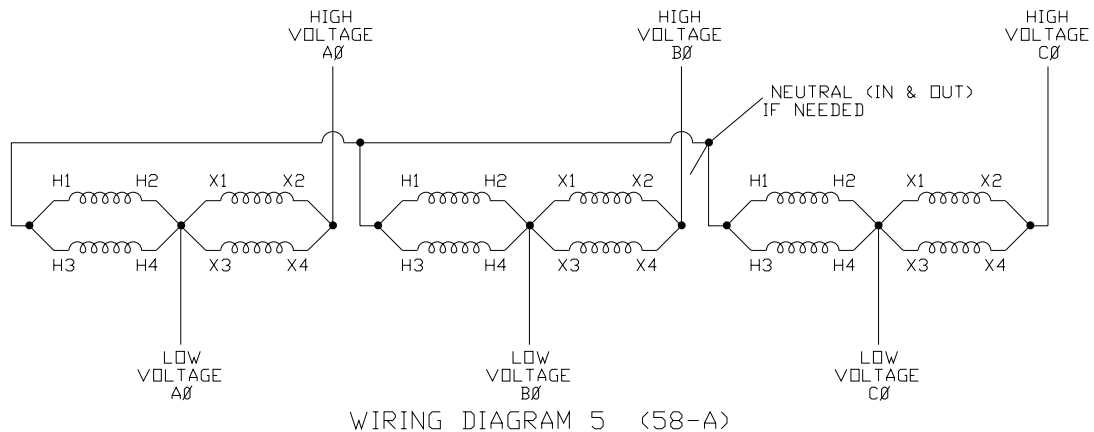 HIGH
VOLTAGE
AØ
HIGH
VOLTAGE
BØ
HIGH
VOLTAGE
CØ
NEUTRAL (IN & OUT)
IF NEEDED
H1 H2 X1 X2 H1 H2 X1 X2 H1 H2 X1 X2
H3 H4 X3 X4 H3 H4 X3 X4 H3 H4 X3 X4
LOW
VOLTAGE
AØ
LOW
VOLTAGE
BØ
LOW
VOLTAGE
CØ
WIRING DIAGRAM 5 (58-A)